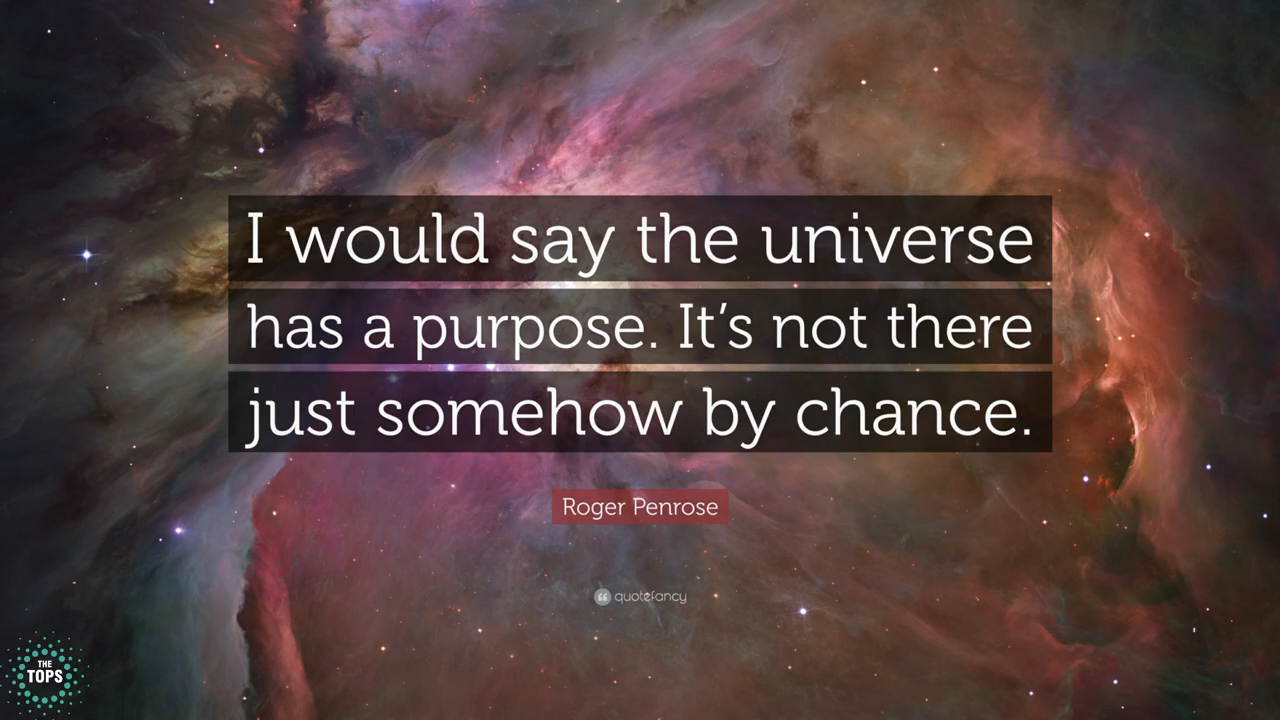 I would say the universe
has a purpose. It’s not there
just somehow by chance.
Roger Penrose
quotefancy
THE
TOPS